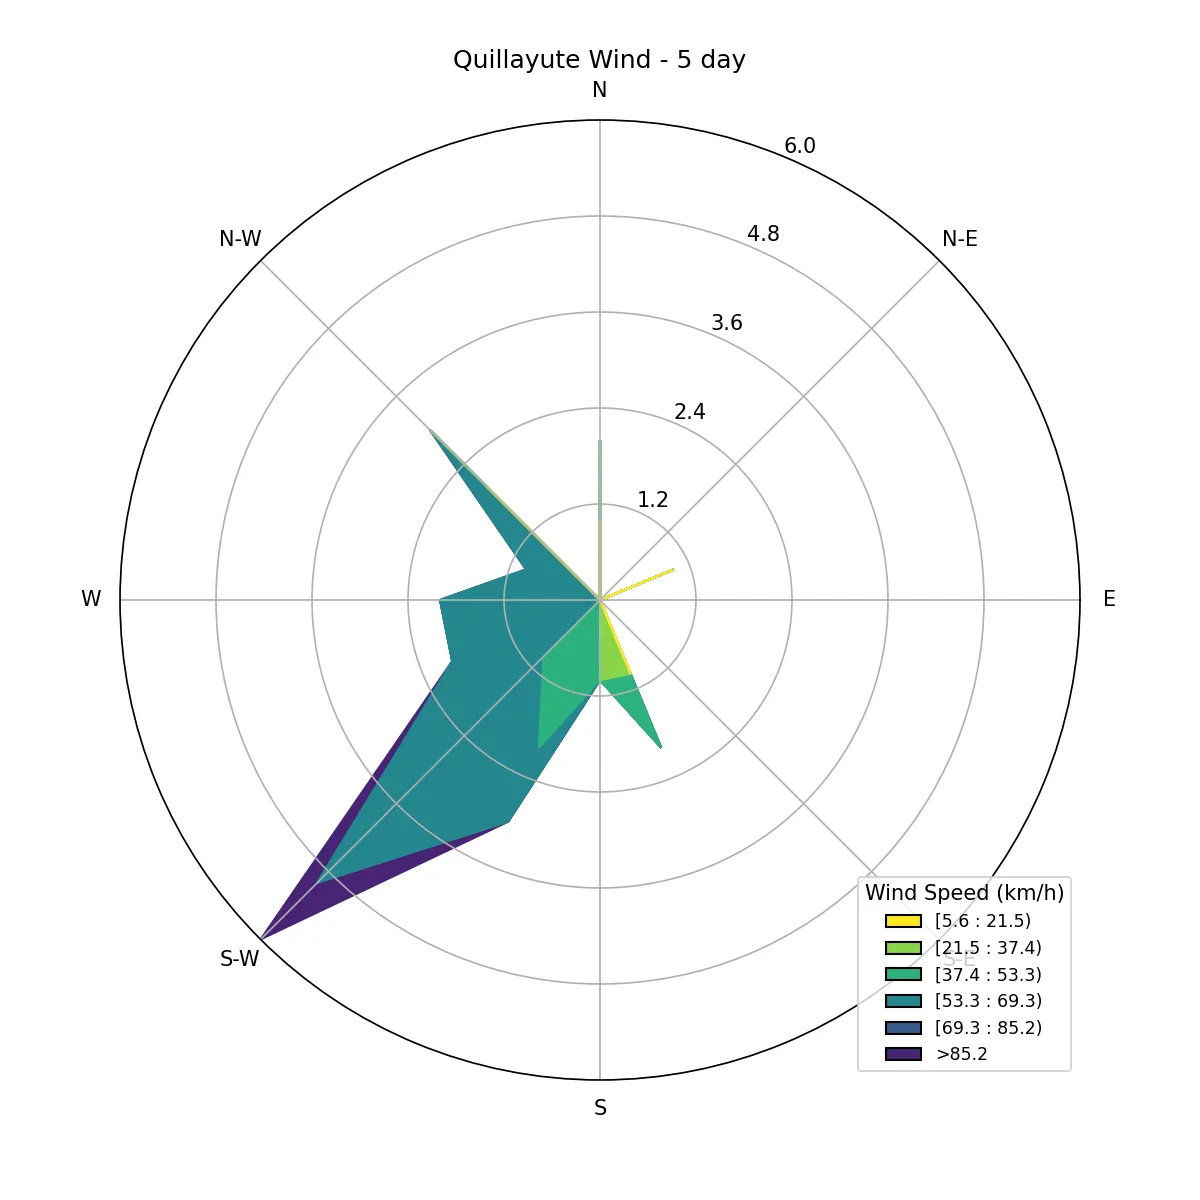 Quillayute Wind - 5 day
N
6.0
4.8
N-W
N-E
3.6
2.4
1.2
W
E
Wind Speed (km/h)
[5.6 : 21.5)
[21.5 : 37.4)
S-W
S-E
[37.4 : 53.3)
[53.3 : 69.3)
[69.3 : 85.2)
>85.2
S